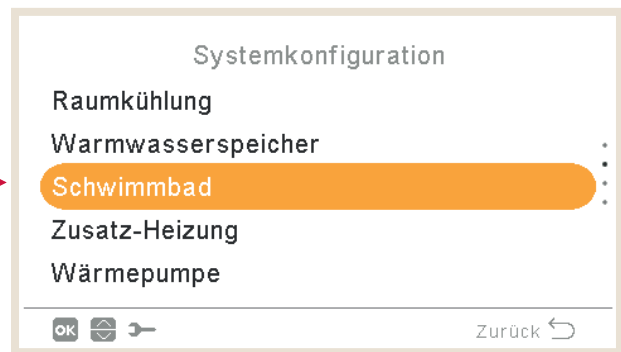 Systemkonfiguration
Raumkühlung
Warmwasserspeicher
Schwimmbad
Zusatz-Heizung
Wärmepumpe
OK Zurück